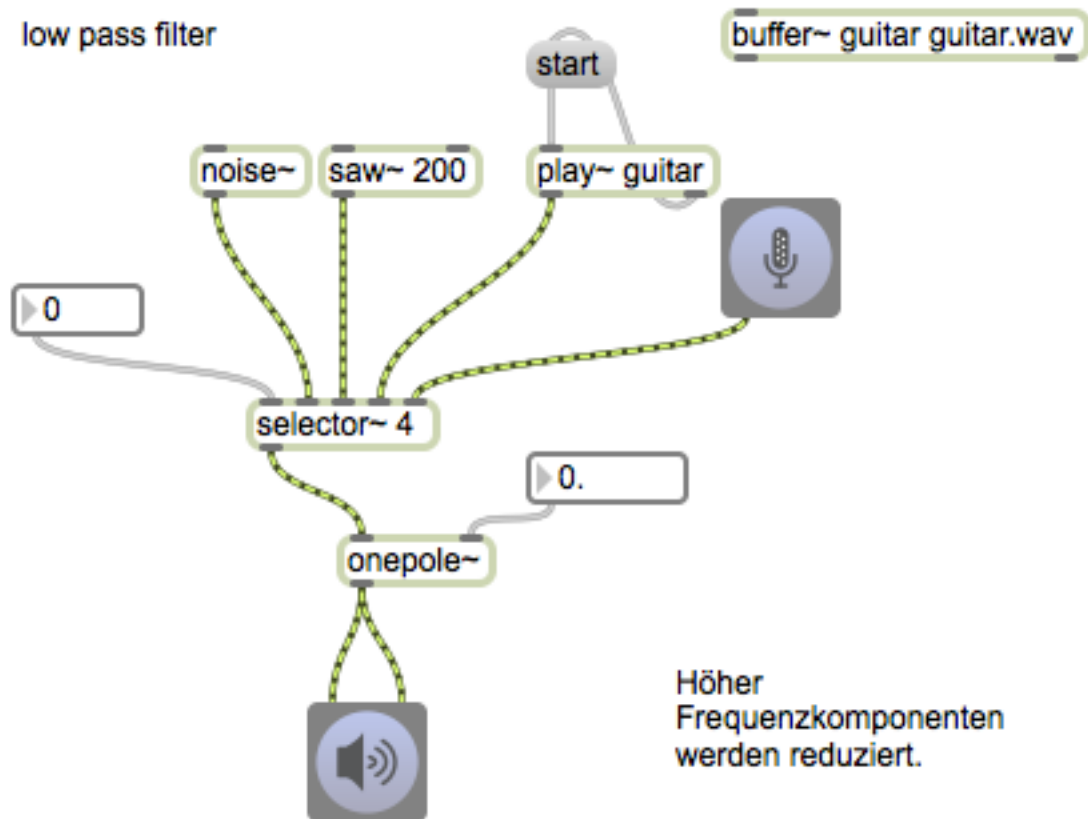 low pass filter
buffer~ guitar guitar.wav
start
noise~
saw~ 200
play~ guitar
0
selector~ 4
0.
onepole~
Höher
Frequenzkomponenten
werden reduziert.